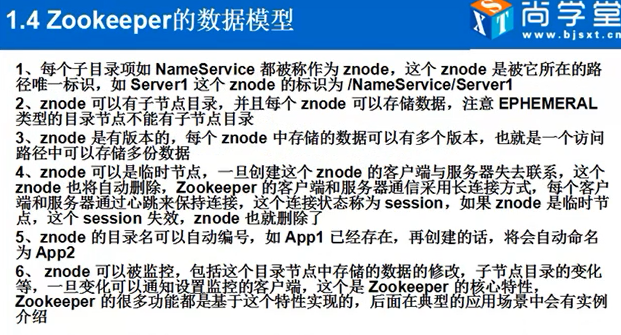 1.4 Zookeeper的数据模型
SXT 尚学堂
www.bjsxt.com
1、每个子目录项如 NameService 都被称作为 znode，这个 znode 是被它所在的路
径唯一标识，如 Server1 这个 znode 的标识为 /NameService/Server1
2、znode 可以有子节点目录，并且每个 znode 可以存储数据，注意 EPHEMERAL
类型的目录节点不能有子节点目录
3、znode 是有版本的，每个 znode 中存储的数据可以有多个版本，也就是一个访问
路径中可以存储多份数据
4、znode 可以是临时节点，一旦创建这个 znode 的客户端与服务器失去联系，这个
znode 也将自动删除，Zookeeper 的客户端和服务器通信采用长连接方式，每个客户
端和服务器通过心跳来保持连接，这个连接状态称为 session，如果 znode 是临时节
点，这个 session 失效，znode 也就删除了
5、znode 的目录名可以自动编号，如 App1 已经存在，再创建的话，将会自动命名
为 App2
6、 znode 可以被监控，包括这个目录节点中存储的数据的修改，子节点目录的变化
等，一旦变化可以通知设置监控的客户端，这个是 Zookeeper 的核心特性，
Zookeeper 的很多功能都是基于这个特性实现的，后面在典型的应用场景中会有实例
介绍